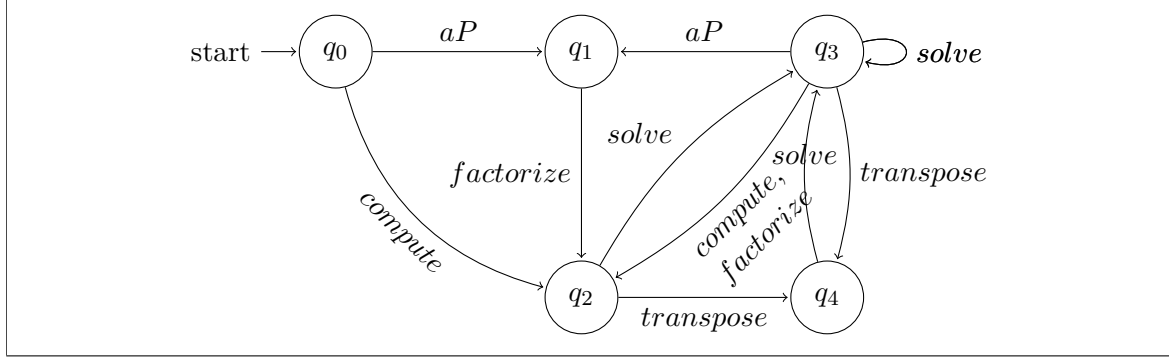 start
q0
aP
q1
aP
q3
solve
solve
solve
factorize
transpose
compute,
factorize
compute
q2
transpose
q4